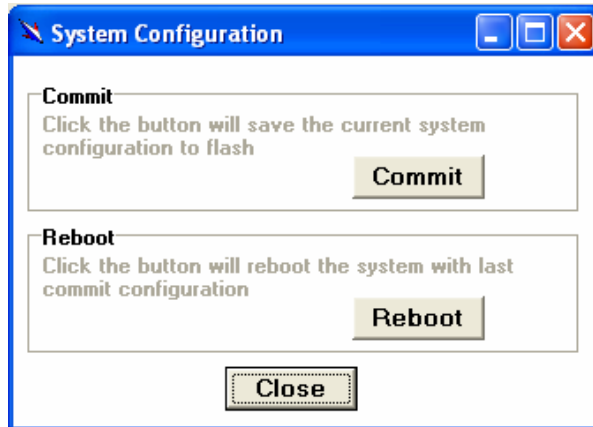 System Configuration
Commit
Click the button will save the current system
configuration to flash
Commit
Reboot
Click the button will reboot the system with last
commit configuration
Reboot
Close